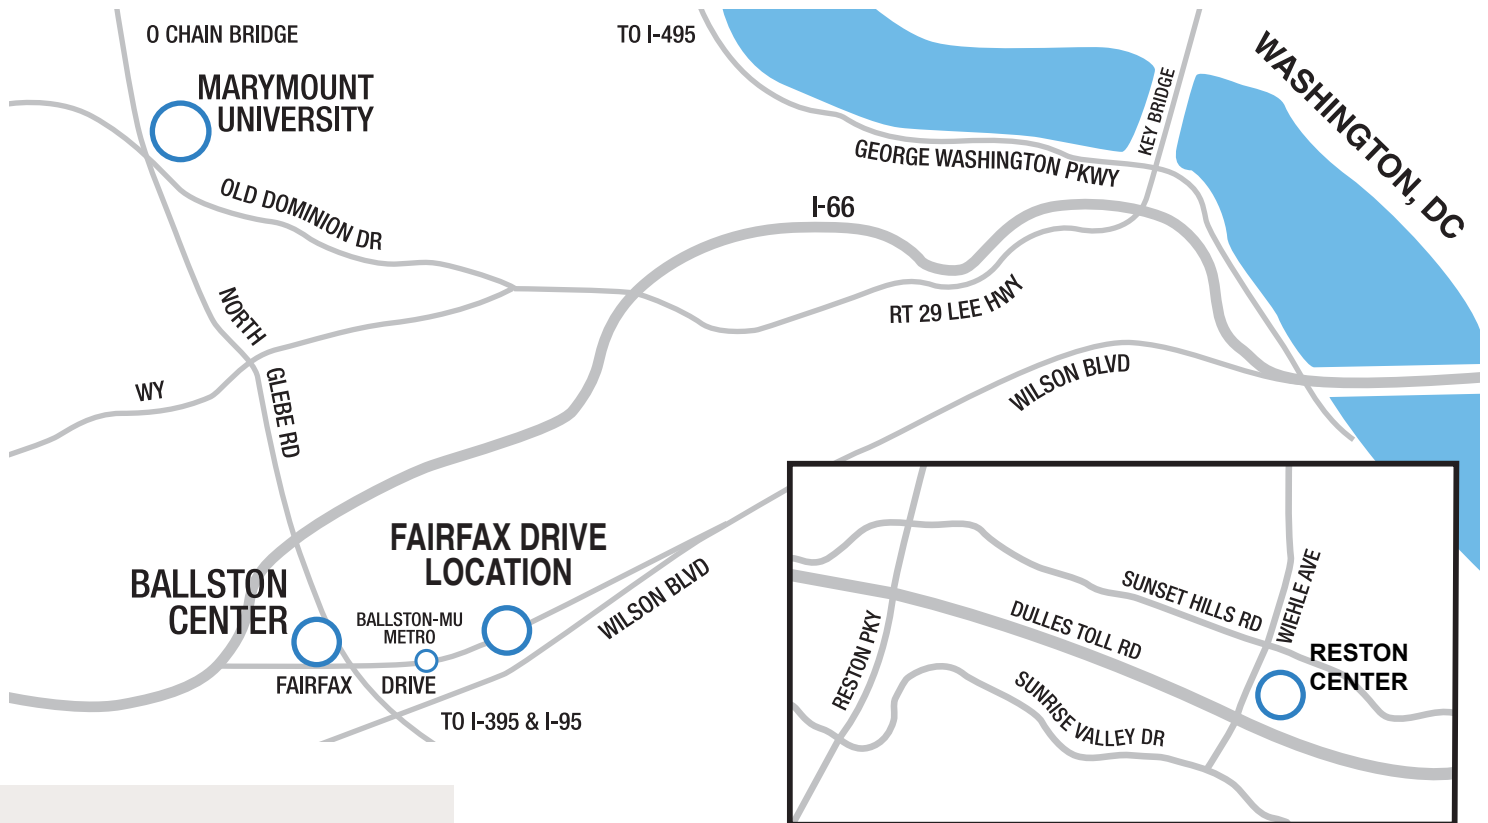 O CHAIN BRIDGE
TO I-495
WASHINGTON, DC
MARYMOUNT
UNIVERSITY
KEY BRIDGE
GEORGE WASHINGTON PKWY
OLD DOMINION DR
I-66
NORTH
GLEBE RD
RT 29 LEE HWY
WY
WILSON BLVD
FAIRFAX DRIVE
LOCATION
BALLSTON
CENTER
BALLSTON-MU
METRO
WILSON BLVD
FAIRFAX DRIVE
TO I-395 & I-95
SUNSET HILLS RD
WIEHLE AVE
DULLES TOLL RD
RESTON PKY
RESTON
CENTER
SUNRISE VALLEY DR